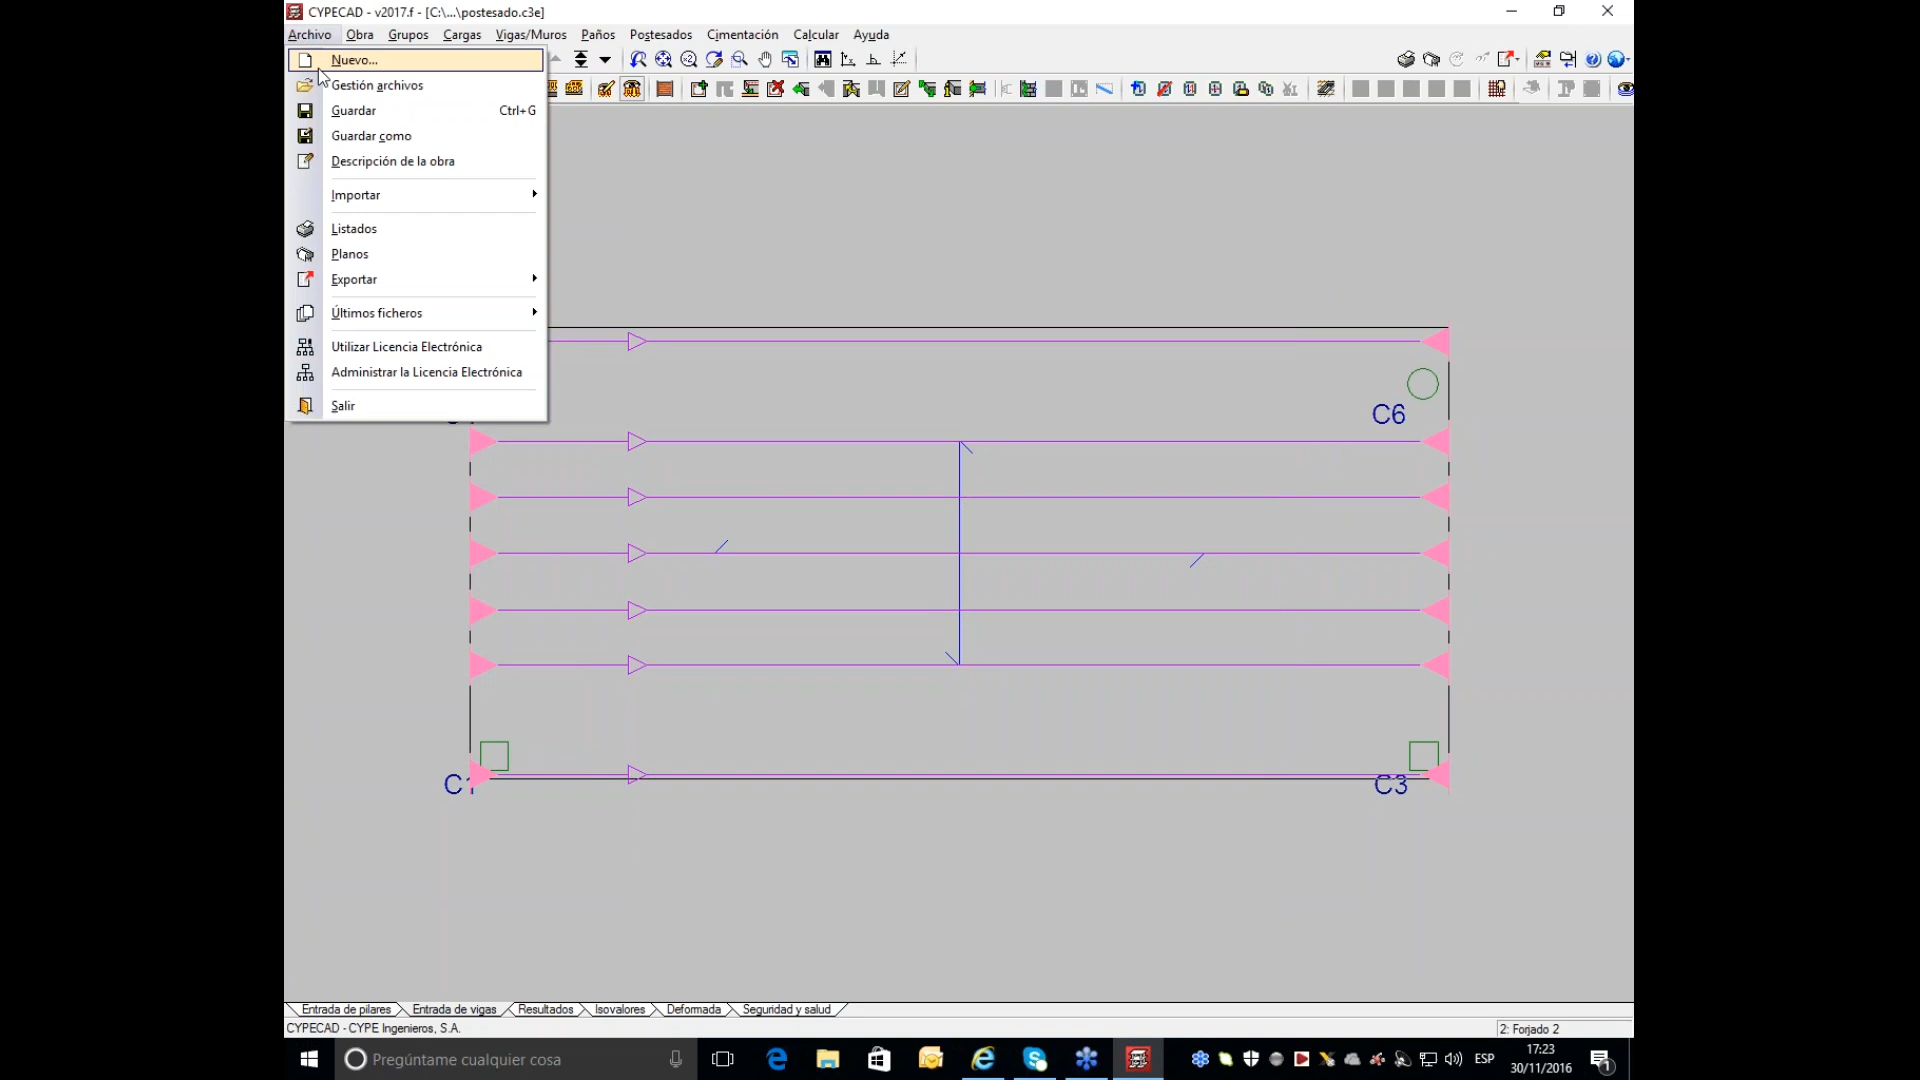 CYPECAD - v2017.f - [C:\...\postesado.c3e]
Archivo Obra Grupos Cargas Vigas/Muros Paños Postesados Cimentación Calcular Ayuda
Nuevo...
Gestión archivos
Guardar Ctrl+G
Guardar como
Descripción de la obra
Importar
Listados
Planos
Exportar
Últimos ficheros
Utilizar Licencia Electrónica
Administrar la Licencia Electrónica
Salir
C6
C1
C3
Entrada de pilares Entrada de vigas Resultados Isovalores Deformada Seguridad y salud
CYPECAD - CYPE Ingenieros, S.A.
2: Forjado 2
Pregúntame cualquier cosa
ESP
17:23
30/11/2016
1